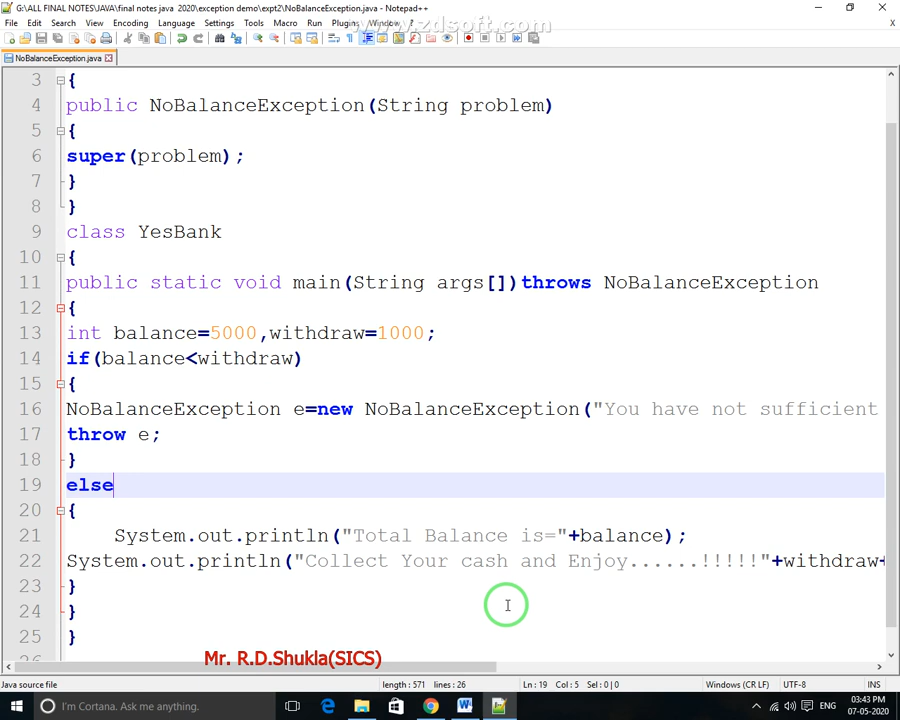 G:\ALL FINAL NOTES\JAVA\final notes java 2020\exception demo\expt2\NoBalanceException.java - Notepad++
File Edit Search View Encoding Language Settings Tools Macro Run Plugins Window ?
www.zdsoft.com
NoBalanceException.java
3 {
4 public NoBalanceException(String problem)
5 {
6 super(problem);
7 }
8 }
9 class YesBank
10 {
11 public static void main(String args[])throws NoBalanceException
12 {
13 int balance=5000,withdraw=1000;
14 if(balance<withdraw)
15 {
16 NoBalanceException e=new NoBalanceException("You have not sufficient
17 throw e;
18 }
19 else
20 {
21 System.out.println("Total Balance is="+balance);
22 System.out.println("Collect Your cash and Enjoy......!!!!!"+withdraw+
23 }
24 }
25 }
26
Mr. R.D.Shukla(SICS)
Java source file length : 571 lines : 26 Ln : 19 Col : 5 Sel : 0 | 0 Windows (CR LF) UTF-8 INS
I'm Cortana. Ask me anything.
03:43 PM
07-05-2020